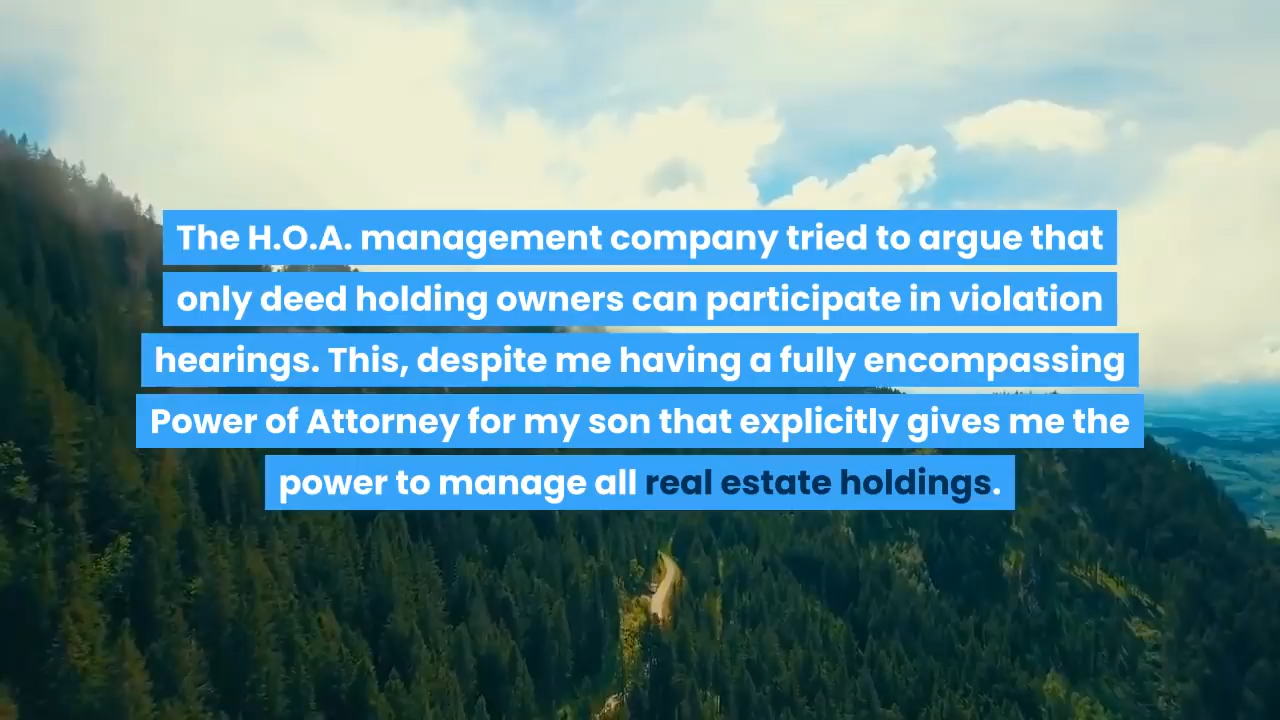 The H.O.A. management company tried to argue that
only deed holding owners can participate in violation
hearings. This, despite me having a fully encompassing
Power of Attorney for my son that explicitly gives me the
power to manage all real estate holdings.